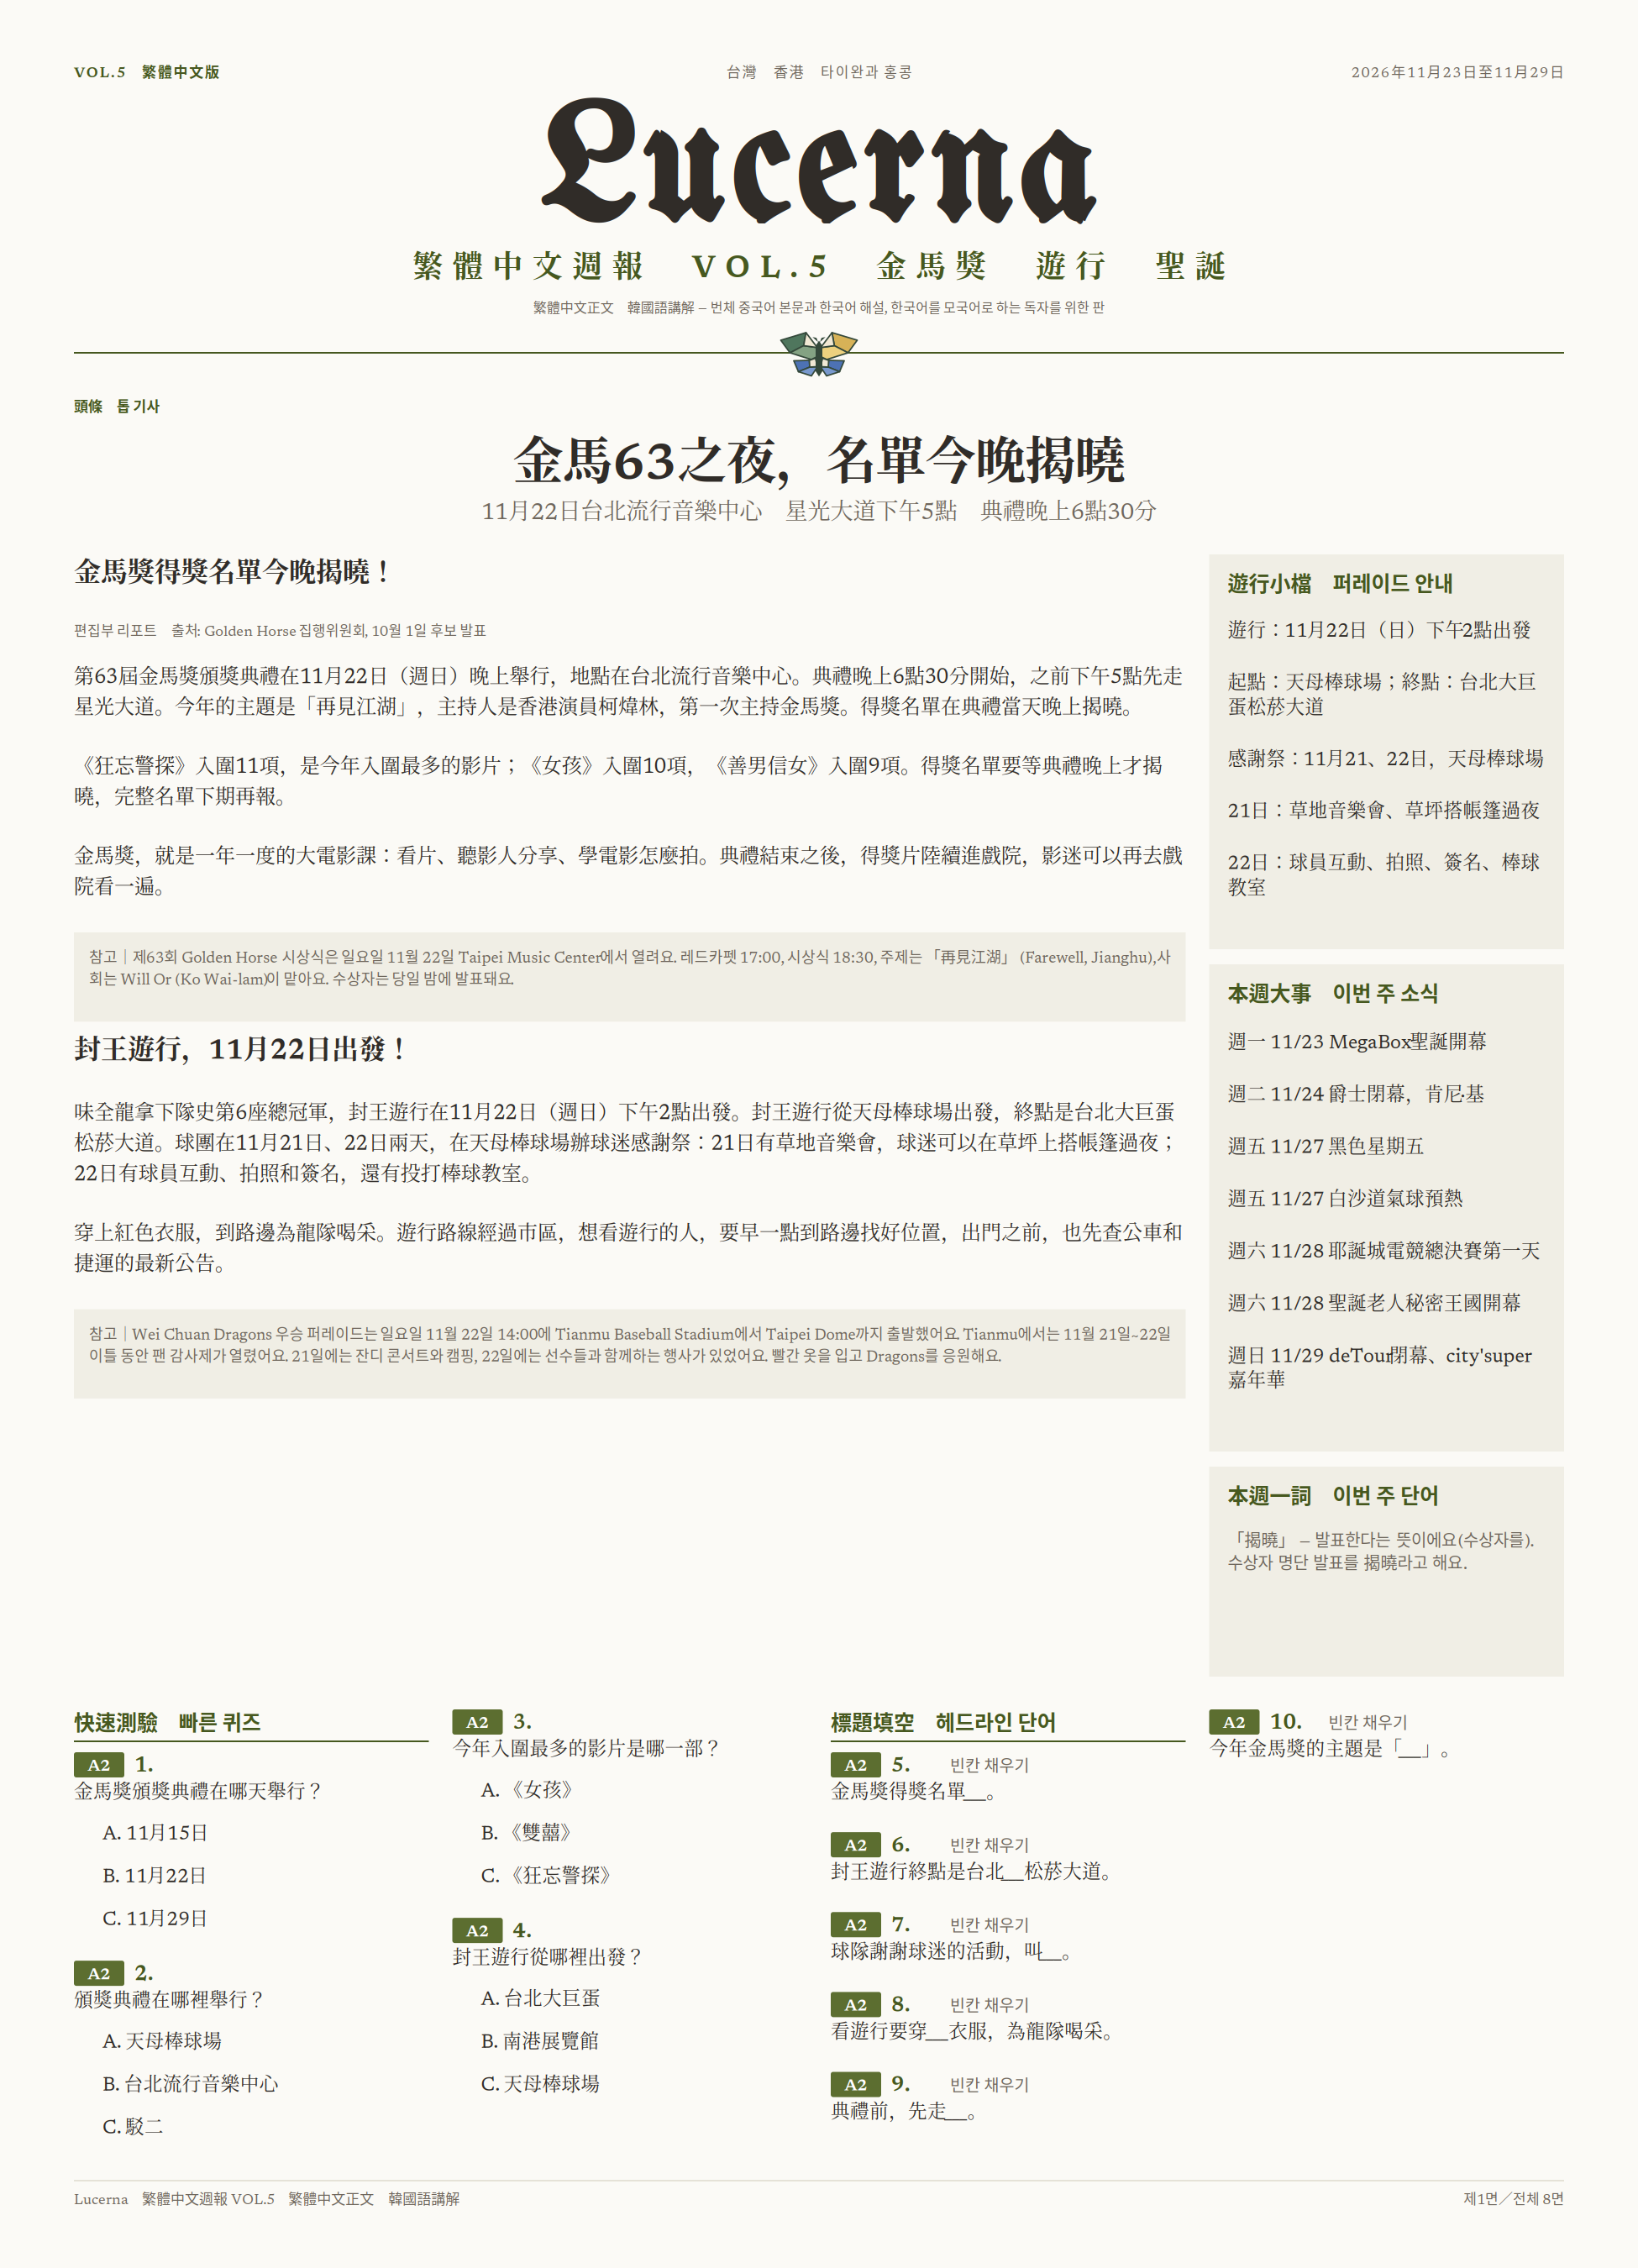 VOL.5 繁體中文版
台灣 香港 타이완과 홍콩
2026年11月23日至11月29日
Lucerna
繁體中文週報 VOL.5 金馬獎 遊行 聖誕
繁體中文正文 韓國語講解 – 번체 중국어 본문과 한국어 해설, 한국어를 모국어로 하는 독자를 위한 판
頭條 톱 기사
金馬63之夜，名單今晚揭曉
11月22日台北流行音樂中心 星光大道下午5點 典禮晚上6點30分
金馬獎得獎名單今晚揭曉！
편집부 리포트 출처: Golden Horse 집행위원회, 10월 1일 후보 발표
第63屆金馬獎頒獎典禮在11月22日（週日）晚上舉行，地點在台北流行音樂中心。典禮晚上6點30分開始，之前下午5點先走
星光大道。今年的主題是「再見江湖」，主持人是香港演員柯煒林，第一次主持金馬獎。得獎名單在典禮當天晚上揭曉。
《狂忘警探》入圍11項，是今年入圍最多的影片；《女孩》入圍10項，《善男信女》入圍9項。得獎名單要等典禮晚上才揭
曉，完整名單下期再報。
金馬獎，就是一年一度的大電影課：看片、聽影人分享、學電影怎麼拍。典禮結束之後，得獎片陸續進戲院，影迷可以再去戲
院看一遍。
참고｜제63회 Golden Horse 시상식은 일요일 11월 22일 Taipei Music Center에서 열려요. 레드카펫 17:00, 시상식 18:30, 주제는 「再見江湖」 (Farewell, Jianghu),사
회는 Will Or (Ko Wai-lam)이 맡아요. 수상자는 당일 밤에 발표돼요.
封王遊行，11月22日出發！
味全龍拿下隊史第6座總冠軍，封王遊行在11月22日（週日）下午2點出發。封王遊行從天母棒球場出發，終點是台北大巨蛋
松菸大道。球團在11月21日、22日兩天，在天母棒球場辦球迷感謝祭：21日有草地音樂會，球迷可以在草坪上搭帳篷過夜；
22日有球員互動、拍照和簽名，還有投打棒球教室。
穿上紅色衣服，到路邊為龍隊喝采。遊行路線經過市區，想看遊行的人，要早一點到路邊找好位置，出門之前，也先查公車和
捷運的最新公告。
참고｜Wei Chuan Dragons 우승 퍼레이드는 일요일 11월 22일 14:00에 Tianmu Baseball Stadium에서 Taipei Dome까지 출발했어요. Tianmu에서는 11월 21일~22일
이틀 동안 팬 감사제가 열렸어요. 21일에는 잔디 콘서트와 캠핑, 22일에는 선수들과 함께하는 행사가 있었어요. 빨간 옷을 입고 Dragons를 응원해요.
遊行小檔 퍼레이드 안내
遊行：11月22日（日）下午2點出發
起點：天母棒球場；終點：台北大巨
蛋松菸大道
感謝祭：11月21、22日，天母棒球場
21日：草地音樂會、草坪搭帳篷過夜
22日：球員互動、拍照、簽名、棒球
教室
本週大事 이번 주 소식
週一 11/23 MegaBox聖誕開幕
週二 11/24 爵士閉幕，肯尼·基
週五 11/27 黑色星期五
週五 11/27 白沙道氣球預熱
週六 11/28 耶誕城電競總決賽第一天
週六 11/28 聖誕老人秘密王國開幕
週日 11/29 deTour閉幕、city'super
嘉年華
本週一詞 이번 주 단어
「揭曉」 – 발표한다는 뜻이에요(수상자를).
수상자 명단 발표를 揭曉라고 해요.
快速測驗 빠른 퀴즈
A2 1.
金馬獎頒獎典禮在哪天舉行？
A. 11月15日
B. 11月22日
C. 11月29日
A2 2.
頒獎典禮在哪裡舉行？
A. 天母棒球場
B. 台北流行音樂中心
C. 駁二
A2 3.
今年入圍最多的影片是哪一部？
A.《女孩》
B.《雙囍》
C.《狂忘警探》
A2 4.
封王遊行從哪裡出發？
A. 台北大巨蛋
B. 南港展覽館
C. 天母棒球場
標題填空 헤드라인 단어
A2 5. 빈칸 채우기
金馬獎得獎名單__。
A2 6. 빈칸 채우기
封王遊行終點是台北__松菸大道。
A2 7. 빈칸 채우기
球隊謝謝球迷的活動，叫__。
A2 8. 빈칸 채우기
看遊行要穿__衣服，為龍隊喝采。
A2 9. 빈칸 채우기
典禮前，先走__。
A2 10. 빈칸 채우기
今年金馬獎的主題是「__」。
Lucerna 繁體中文週報 VOL.5 繁體中文正文 韓國語講解
제1면／전체 8면